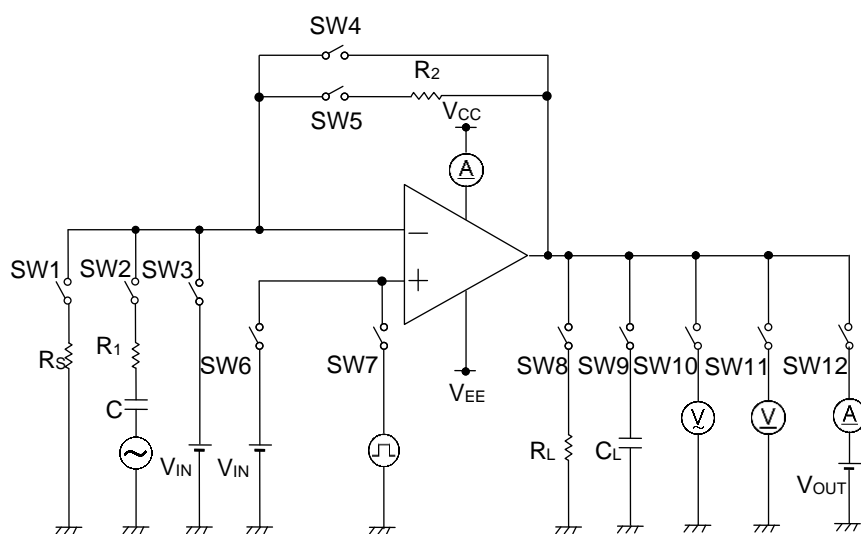 SW4
R2
SW5
VCC
A
SW1
SW2
SW3
−
+
RS
R1
C
VIN
SW6
VIN
SW7
VEE
SW8
SW9
SW10
SW11
SW12
V
V
A
RL
CL
VOUT